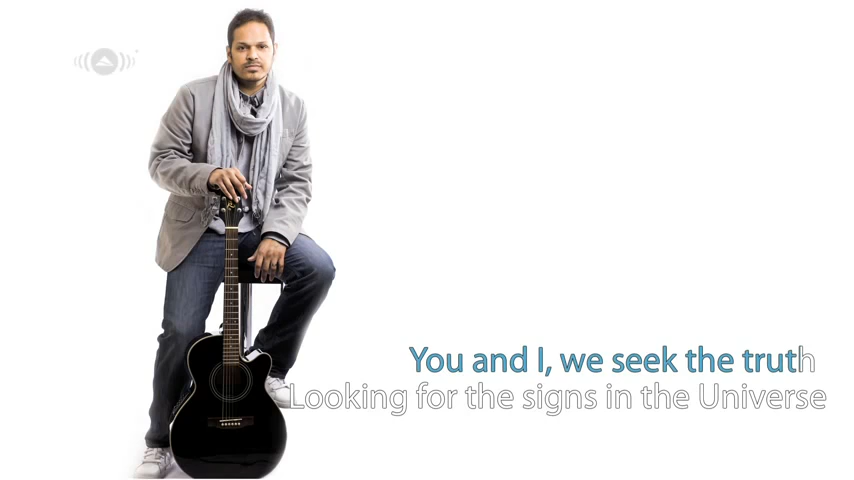 You and I, we seek the truth
Looking for the signs in the Universe